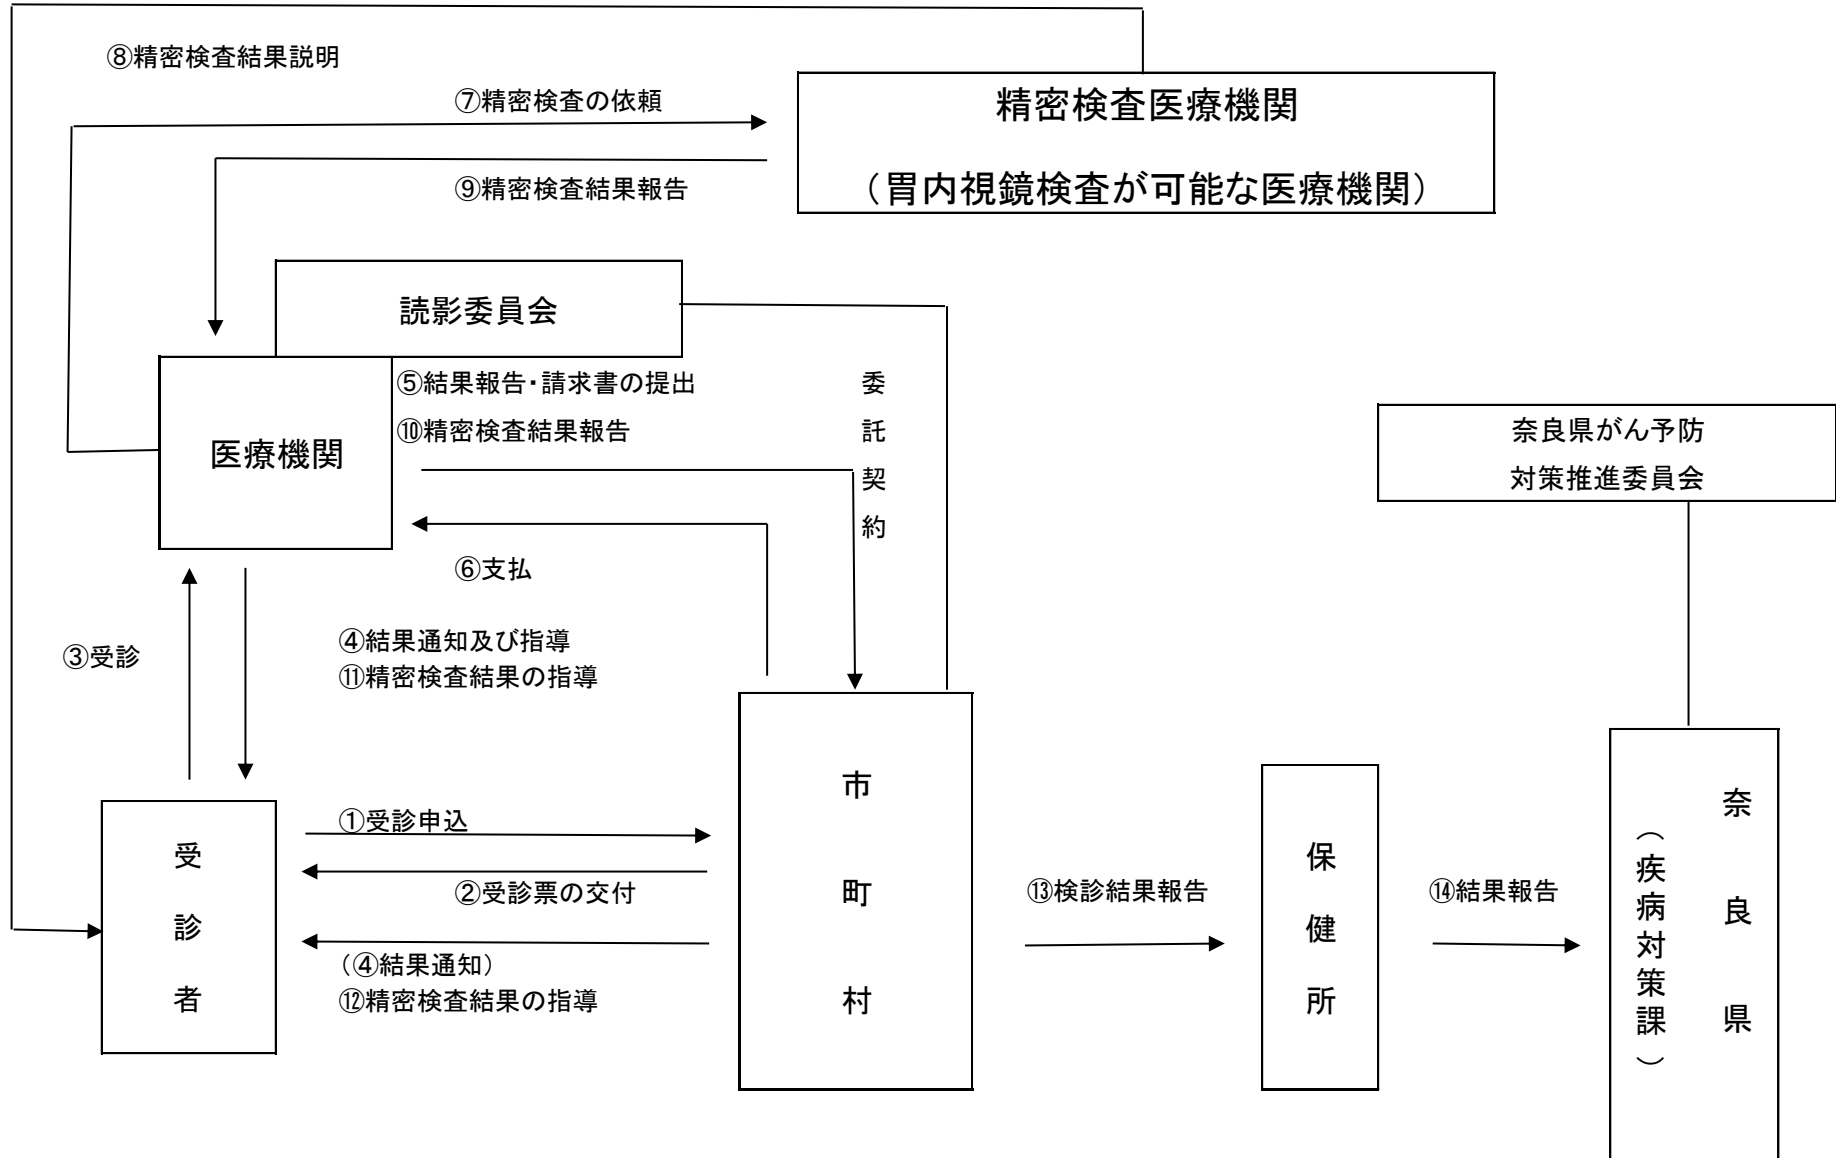 ⑧精密検査結果説明
⑦精密検査の依頼
精密検査医療機関
（胃内視鏡検査が可能な医療機関）
⑨精密検査結果報告
読影委員会
⑤結果報告・請求書の提出
⑩精密検査結果報告
委託契約
医療機関
奈良県がん予防
対策推進委員会
⑥支払
③受診
④結果通知及び指導
⑪精密検査結果の指導
①受診申込
②受診票の交付
（④結果通知）
⑫精密検査結果の指導
受診者
市町村
⑬検診結果報告
保健所
⑭結果報告
奈良県
（疾病対策課）